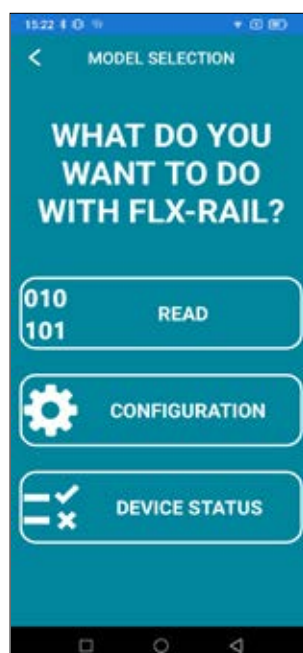 15:22
MODEL SELECTION
WHAT DO YOU
WANT TO DO
WITH FLX-RAIL?
010
101
READ
CONFIGURATION
DEVICE STATUS